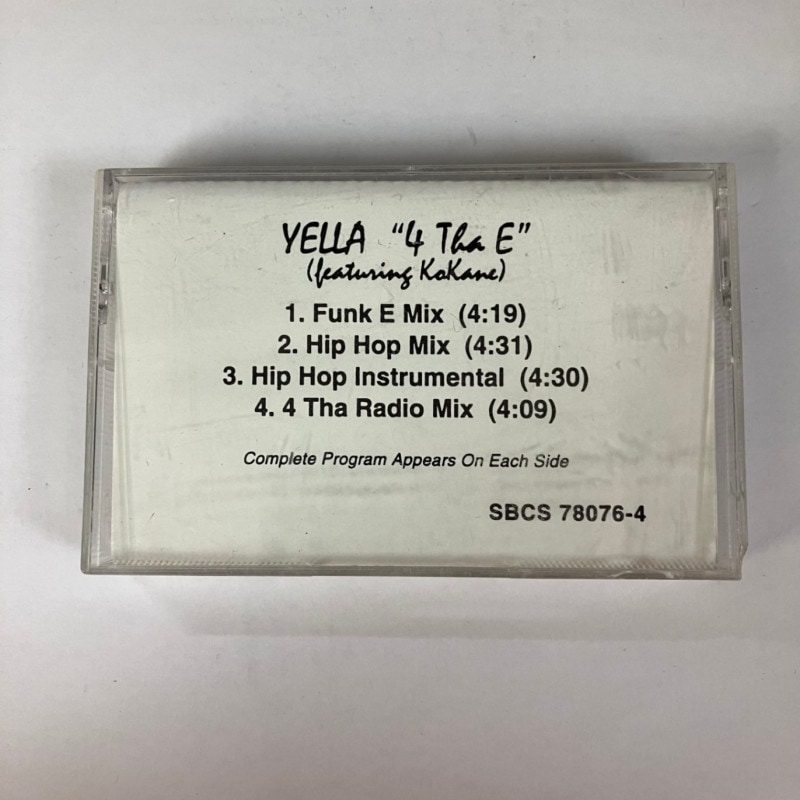 YELLA "4 Tha E"
(featuring KoKane)
1. Funk E Mix (4:19)
2. Hip Hop Mix (4:31)
3. Hip Hop Instrumental (4:30)
4. 4 Tha Radio Mix (4:09)
Complete Program Appears On Each Side
SBCS 78076-4